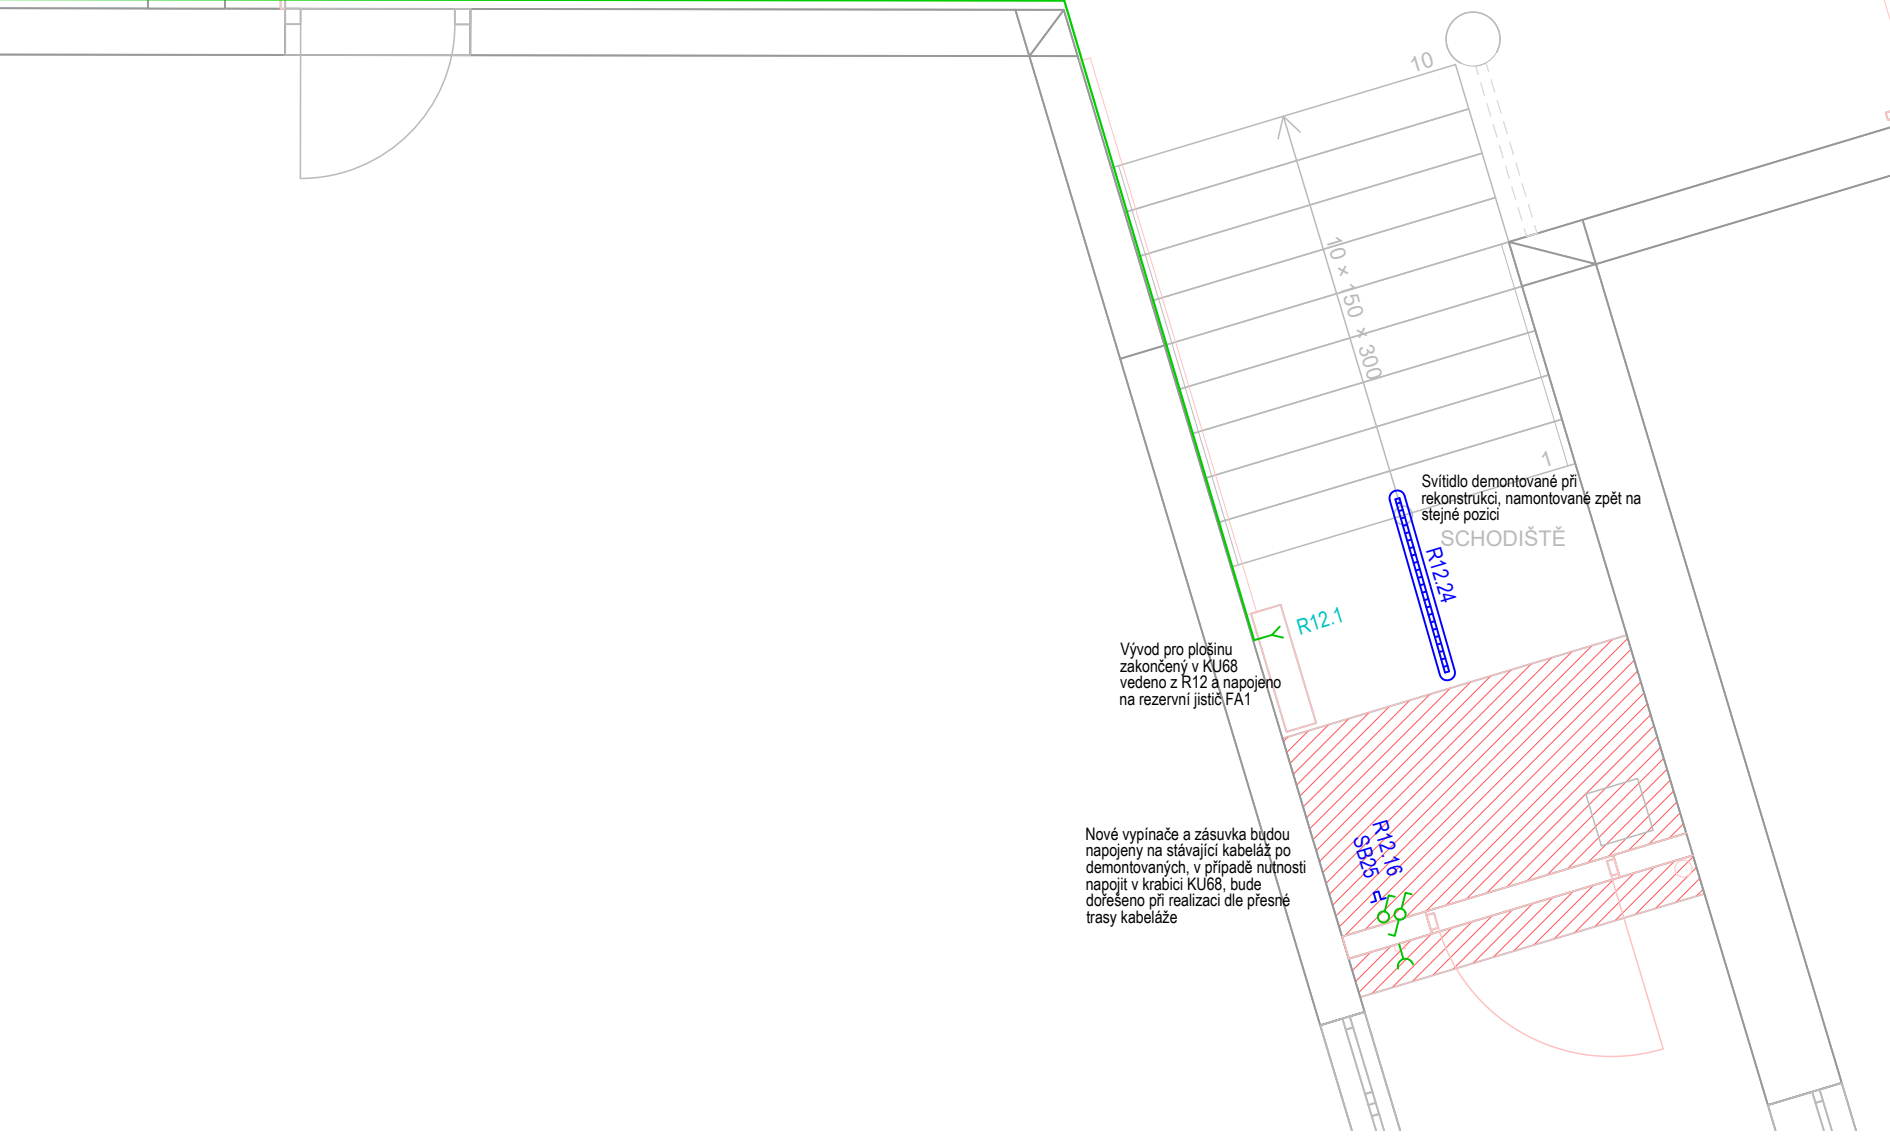 10
10 × 150 × 300
1
Svítidlo demontované při
rekonstrukci, namontované zpět na
stejné pozici
SCHODIŠTĚ
R12.24
R12.1
Vývod pro plošinu
zakončený v KU68
vedeno z R12 a napojeno
na rezervní jistič FA1
Nové vypínače a zásuvka budou
napojeny na stávající kabeláž po
demontovaných, v případě nutnosti
napojit v krabici KU68, bude
dořešeno při realizaci dle přesné
trasy kabeláže
R12.16
SB25